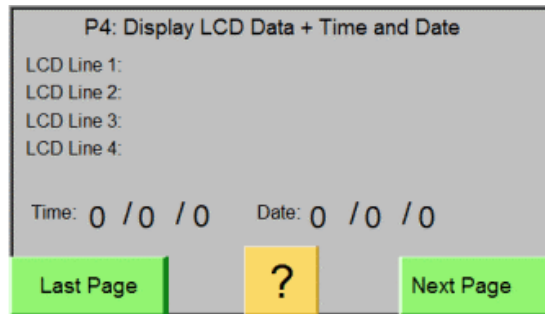 P4: Display LCD Data + Time and Date
LCD Line 1:
LCD Line 2:
LCD Line 3:
LCD Line 4:
Time: 0 / 0 / 0 Date: 0 / 0 / 0
Last Page ? Next Page